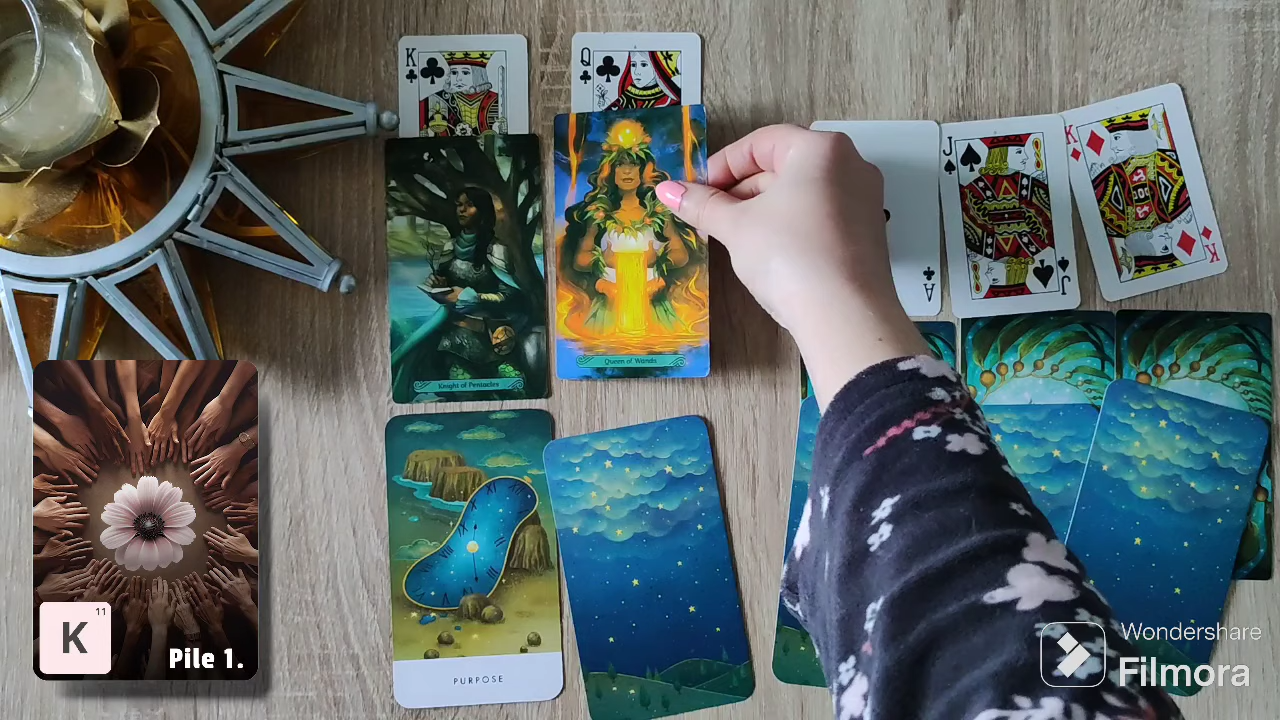 K
Q
J
K
Knight of Pentacles
Queen of Wands
A
J
K
PURPOSE
K
11
Pile 1.
Wondershare
Filmora